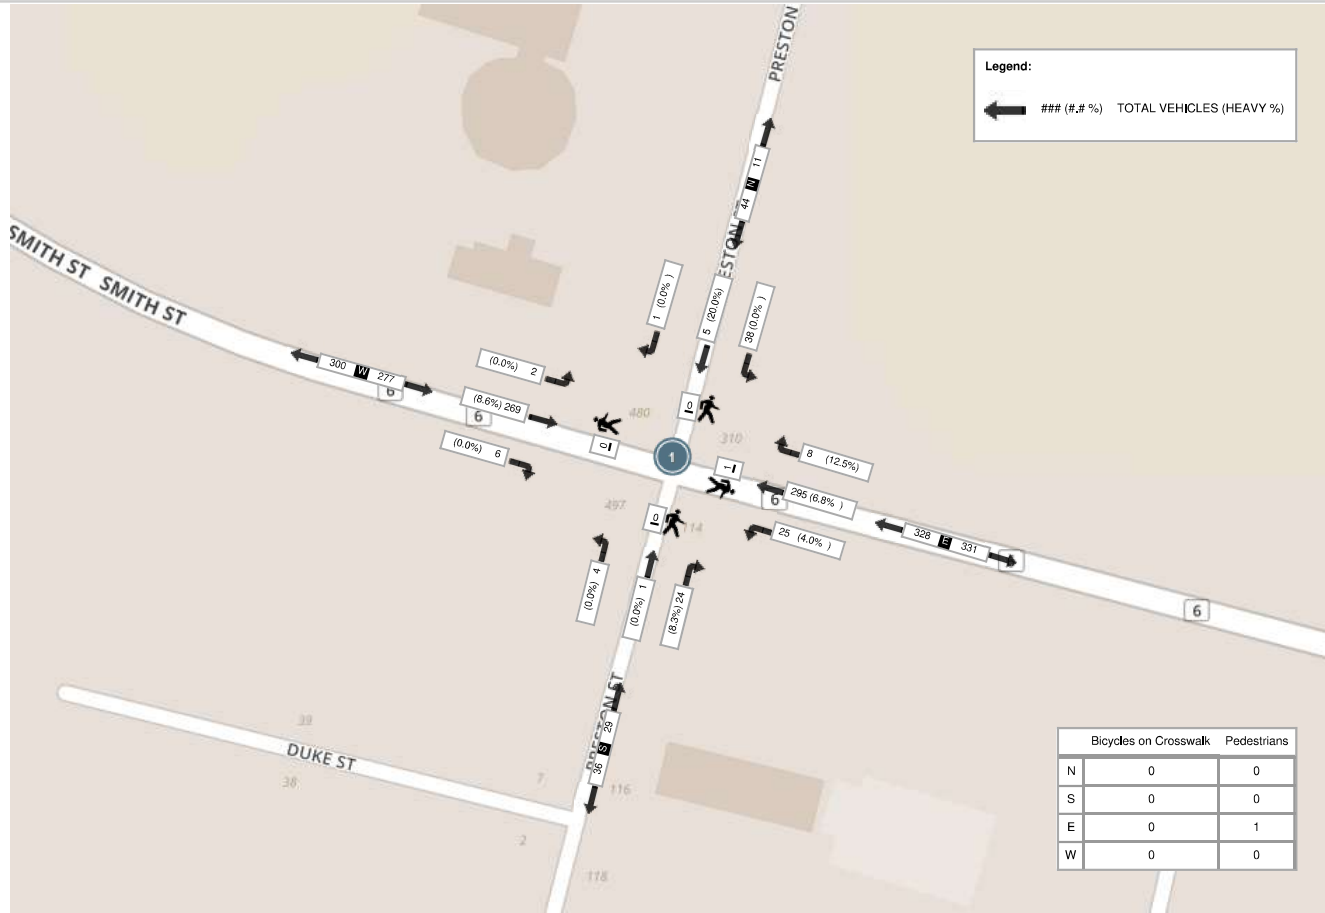 PRESTON
Legend:
### (#.# %) TOTAL VEHICLES (HEAVY %)
11 N 44
ESTON ST
SMITH ST SMITH ST
1 (0.0% )
5 (20.0%)
38 (0.0% )
(0.0%) 2
300 W 277
6
(8.6%) 269
6
(0.0%) 6
480
0
310
0
1
1
8 (12.5%)
295 (6.8% )
6
25 (4.0% )
328 E 331
6
497
0
114
(0.0%) 4
(0.0%) 1
(8.3%) 24
PRESTON ST
36 S 29
39
DUKE ST
38
7
116
2
118
Bicycles on Crosswalk Pedestrians
N 0 0
S 0 0
E 0 1
W 0 0